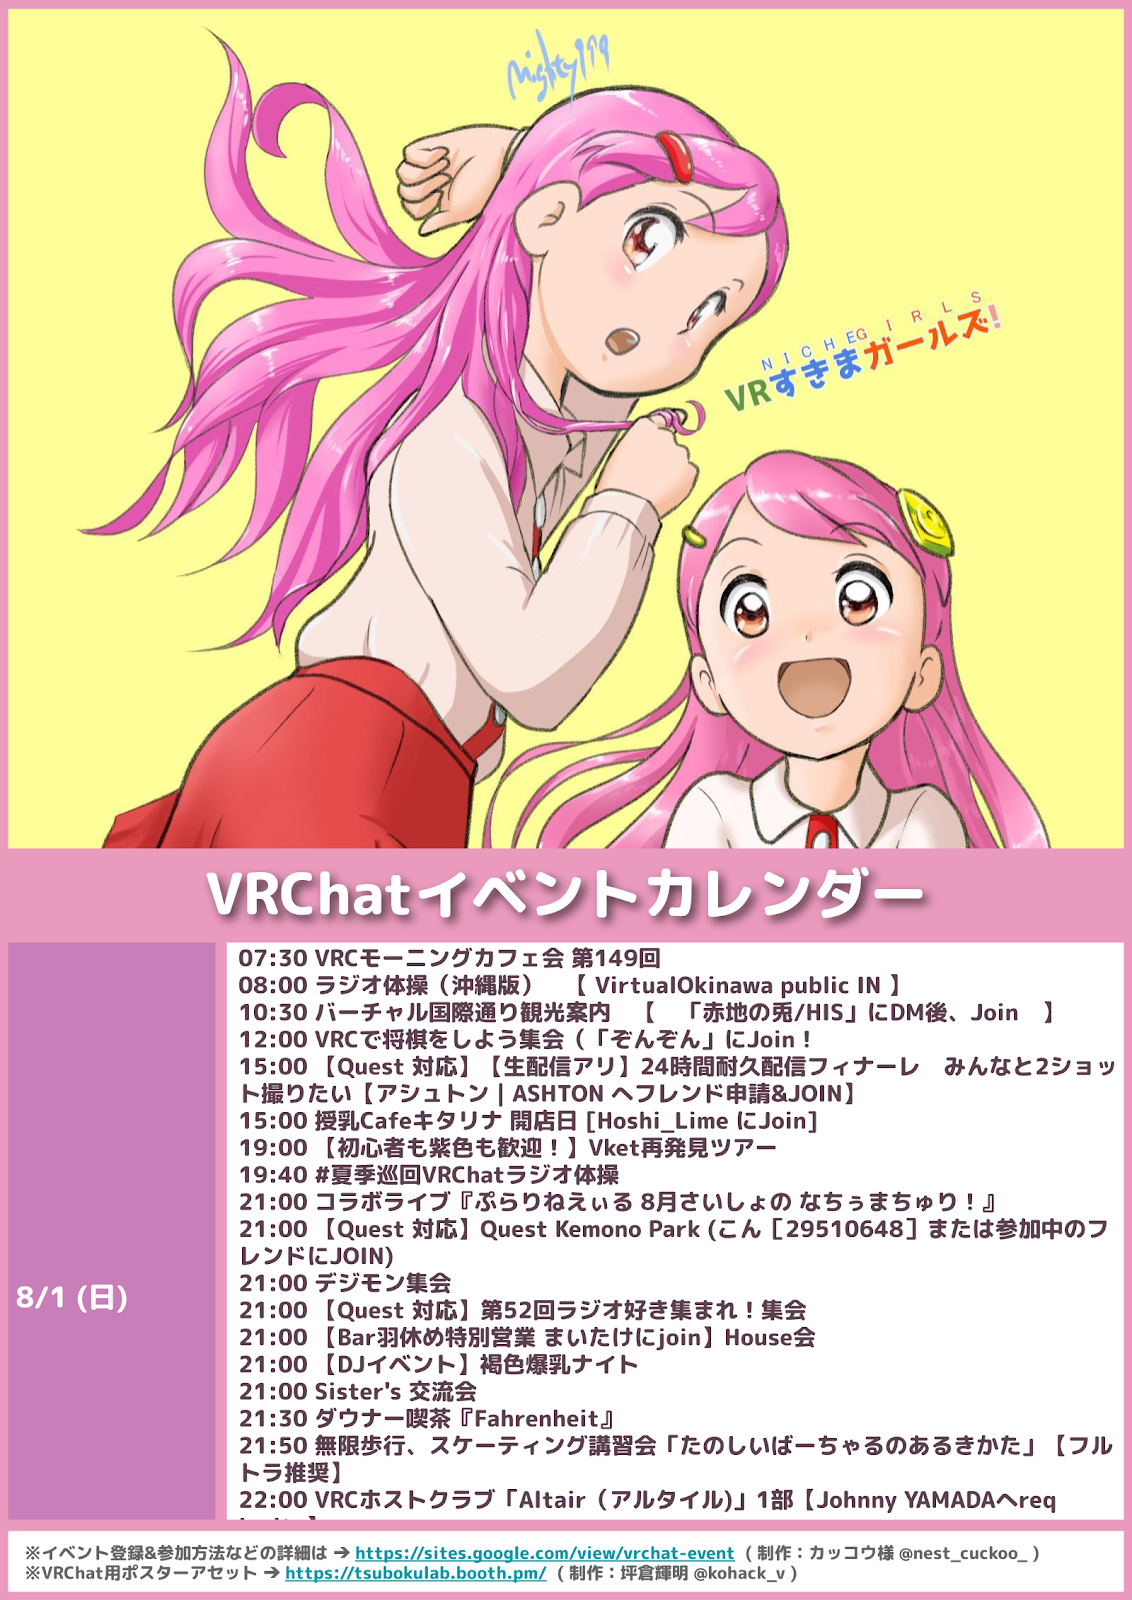 mighty199
NICHE GIRLS
VRすきまガールズ!
VRChatイベントカレンダー
8/1 (日)
07:30 VRCモーニングカフェ会 第149回
08:00 ラジオ体操（沖縄版）　【 VirtualOkinawa public IN 】
10:30 バーチャル国際通り観光案内　【　「赤地の兎/HIS」にDM後、Join　】
12:00 VRCで将棋をしよう集会（「ぞんぞん」にJoin！
15:00 【Quest 対応】【生配信アリ】24時間耐久配信フィナーレ　みんなと2ショッ
ト撮りたい【アシュトン | ASHTON へフレンド申請&JOIN】
15:00 授乳Cafeキタリナ 開店日 [Hoshi_Lime にJoin]
19:00 【初心者も紫色も歓迎！】Vket再発見ツアー
19:40 #夏季巡回VRChatラジオ体操
21:00 コラボライブ『ぷらりねえぃる 8月さいしょの なちぅまちゅり！』
21:00 【Quest 対応】Quest Kemono Park (こん［29510648］または参加中のフ
レンドにJOIN)
21:00 デジモン集会
21:00 【Quest 対応】第52回ラジオ好き集まれ！集会
21:00 【Bar羽休め特別営業 まいたけにjoin】House会
21:00 【DJイベント】褐色爆乳ナイト
21:00 Sister's 交流会
21:30 ダウナー喫茶『Fahrenheit』
21:50 無限歩行、スケーティング講習会「たのしいばーちゃるのあるきかた」【フル
トラ推奨】
22:00 VRCホストクラブ「Altair（アルタイル)」1部【Johnny YAMADAへreq
※イベント登録&参加方法などの詳細は → https://sites.google.com/view/vrchat-event ( 制作：カッコウ様 @nest_cuckoo_ )
※VRChat用ポスターアセット → https://tsubokulab.booth.pm/ ( 制作：坪倉輝明 @kohack_v )